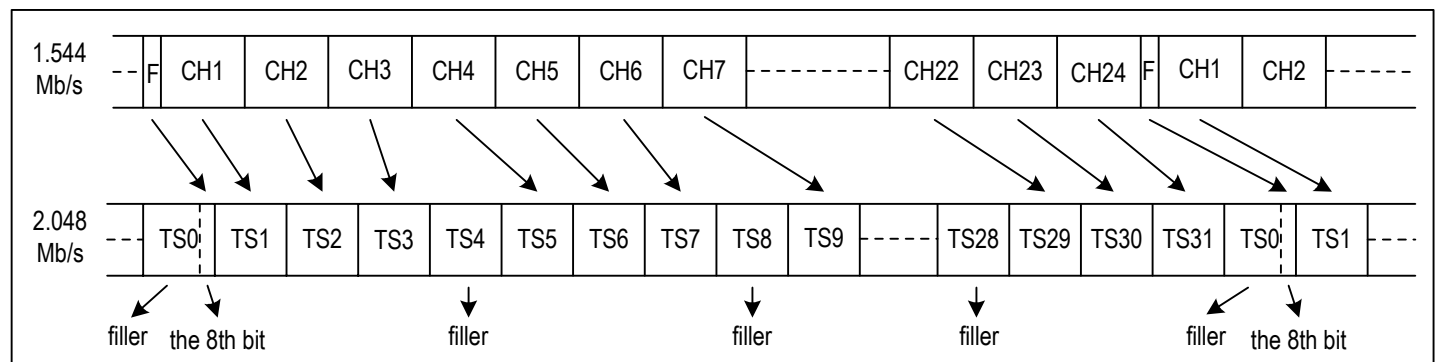 1.544
Mb/s
F CH1 CH2 CH3 CH4 CH5 CH6 CH7 CH22 CH23 CH24 F CH1 CH2
2.048
Mb/s
TS0 TS1 TS2 TS3 TS4 TS5 TS6 TS7 TS8 TS9 TS28 TS29 TS30 TS31 TS0 TS1
filler the 8th bit filler filler filler filler the 8th bit